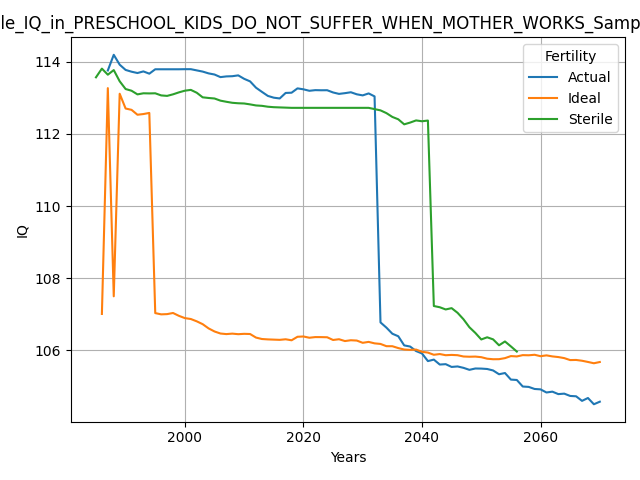 le_IQ_in_PRESCHOOL_KIDS_DO_NOT_SUFFER_WHEN_MOTHER_WORKS_Samp
Fertility
Actual
Ideal
Sterile
IQ
114
112
110
108
106
2000
2020
2040
2060
Years